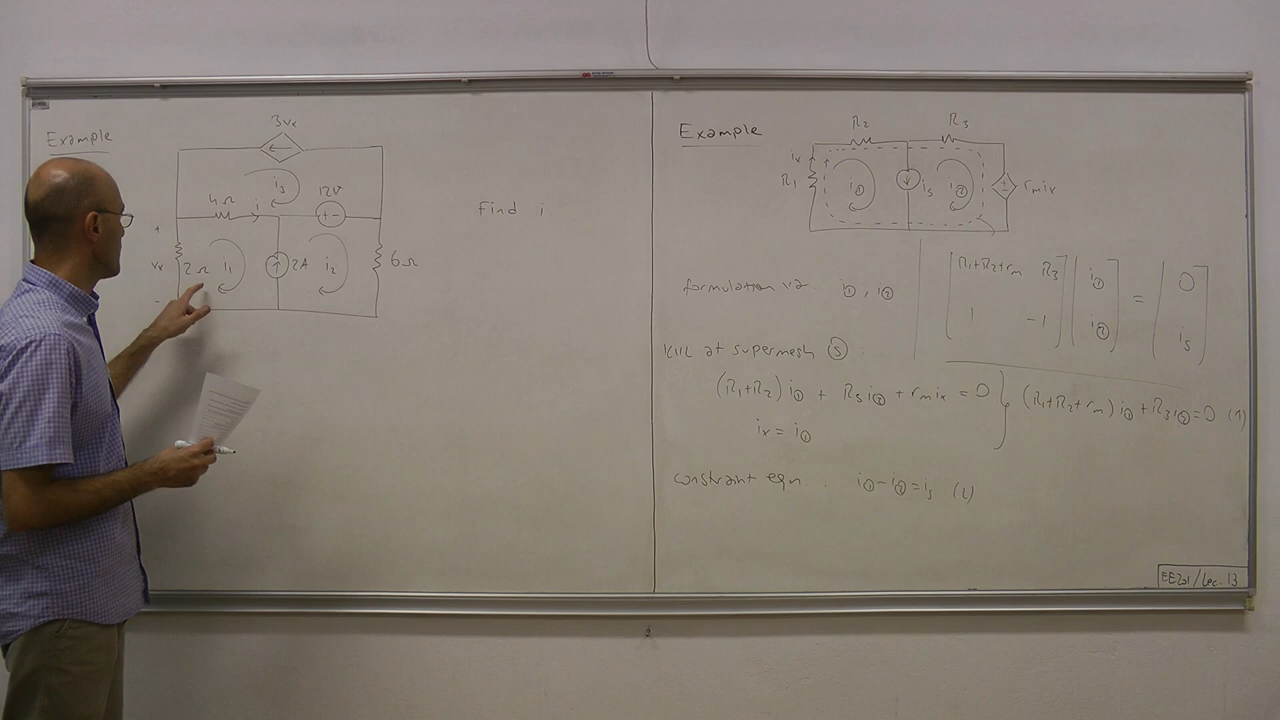 Example
3vx
i3
4Ω
i
12V
+ -
+
vx
-
2Ω
i1
2A
i2
6Ω
Find i
Example
R2
R3
ix
R1
i①
is
i②
+
-
rmix
formulation va. i①, i②
R1+R2+rm R3
1 -1
i①
i②
=
0
is
KVL at supermesh Ⓢ:
(R1+R2) i① + R3 i② + rmix = 0
ix = i①
(R1+R2+rm) i① + R3 i② = 0 (1)
constraint eqn. : i① - i② = is (2)
EE201/Lec. 13